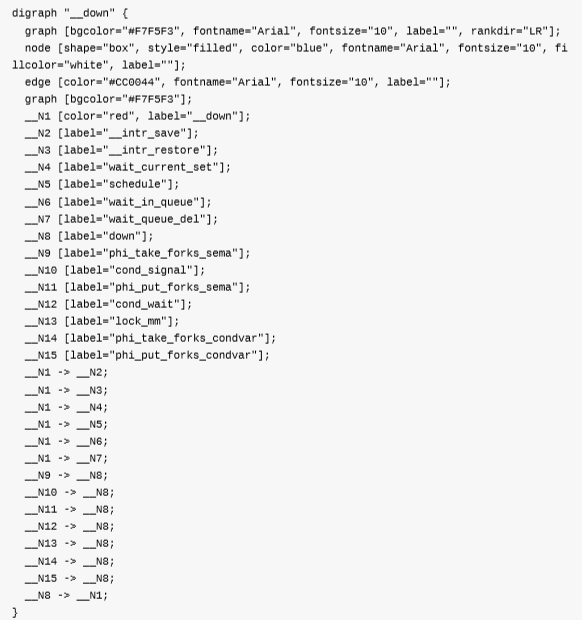 digraph "__down" {
graph [bgcolor="#F7F5F3", fontname="Arial", fontsize="10", label="", rankdir="LR"];
node [shape="box", style="filled", color="blue", fontname="Arial", fontsize="10", fi
llcolor="white", label=""];
edge [color="#CC0044", fontname="Arial", fontsize="10", label=""];
graph [bgcolor="#F7F5F3"];
__N1 [color="red", label="__down"];
__N2 [label="__intr_save"];
__N3 [label="__intr_restore"];
__N4 [label="wait_current_set"];
__N5 [label="schedule"];
__N6 [label="wait_in_queue"];
__N7 [label="wait_queue_del"];
__N8 [label="down"];
__N9 [label="phi_take_forks_sema"];
__N10 [label="cond_signal"];
__N11 [label="phi_put_forks_sema"];
__N12 [label="cond_wait"];
__N13 [label="lock_mm"];
__N14 [label="phi_take_forks_condvar"];
__N15 [label="phi_put_forks_condvar"];
__N1 -> __N2;
__N1 -> __N3;
__N1 -> __N4;
__N1 -> __N5;
__N1 -> __N6;
__N1 -> __N7;
__N9 -> __N8;
__N10 -> __N8;
__N11 -> __N8;
__N12 -> __N8;
__N13 -> __N8;
__N14 -> __N8;
__N15 -> __N8;
__N8 -> __N1;
}